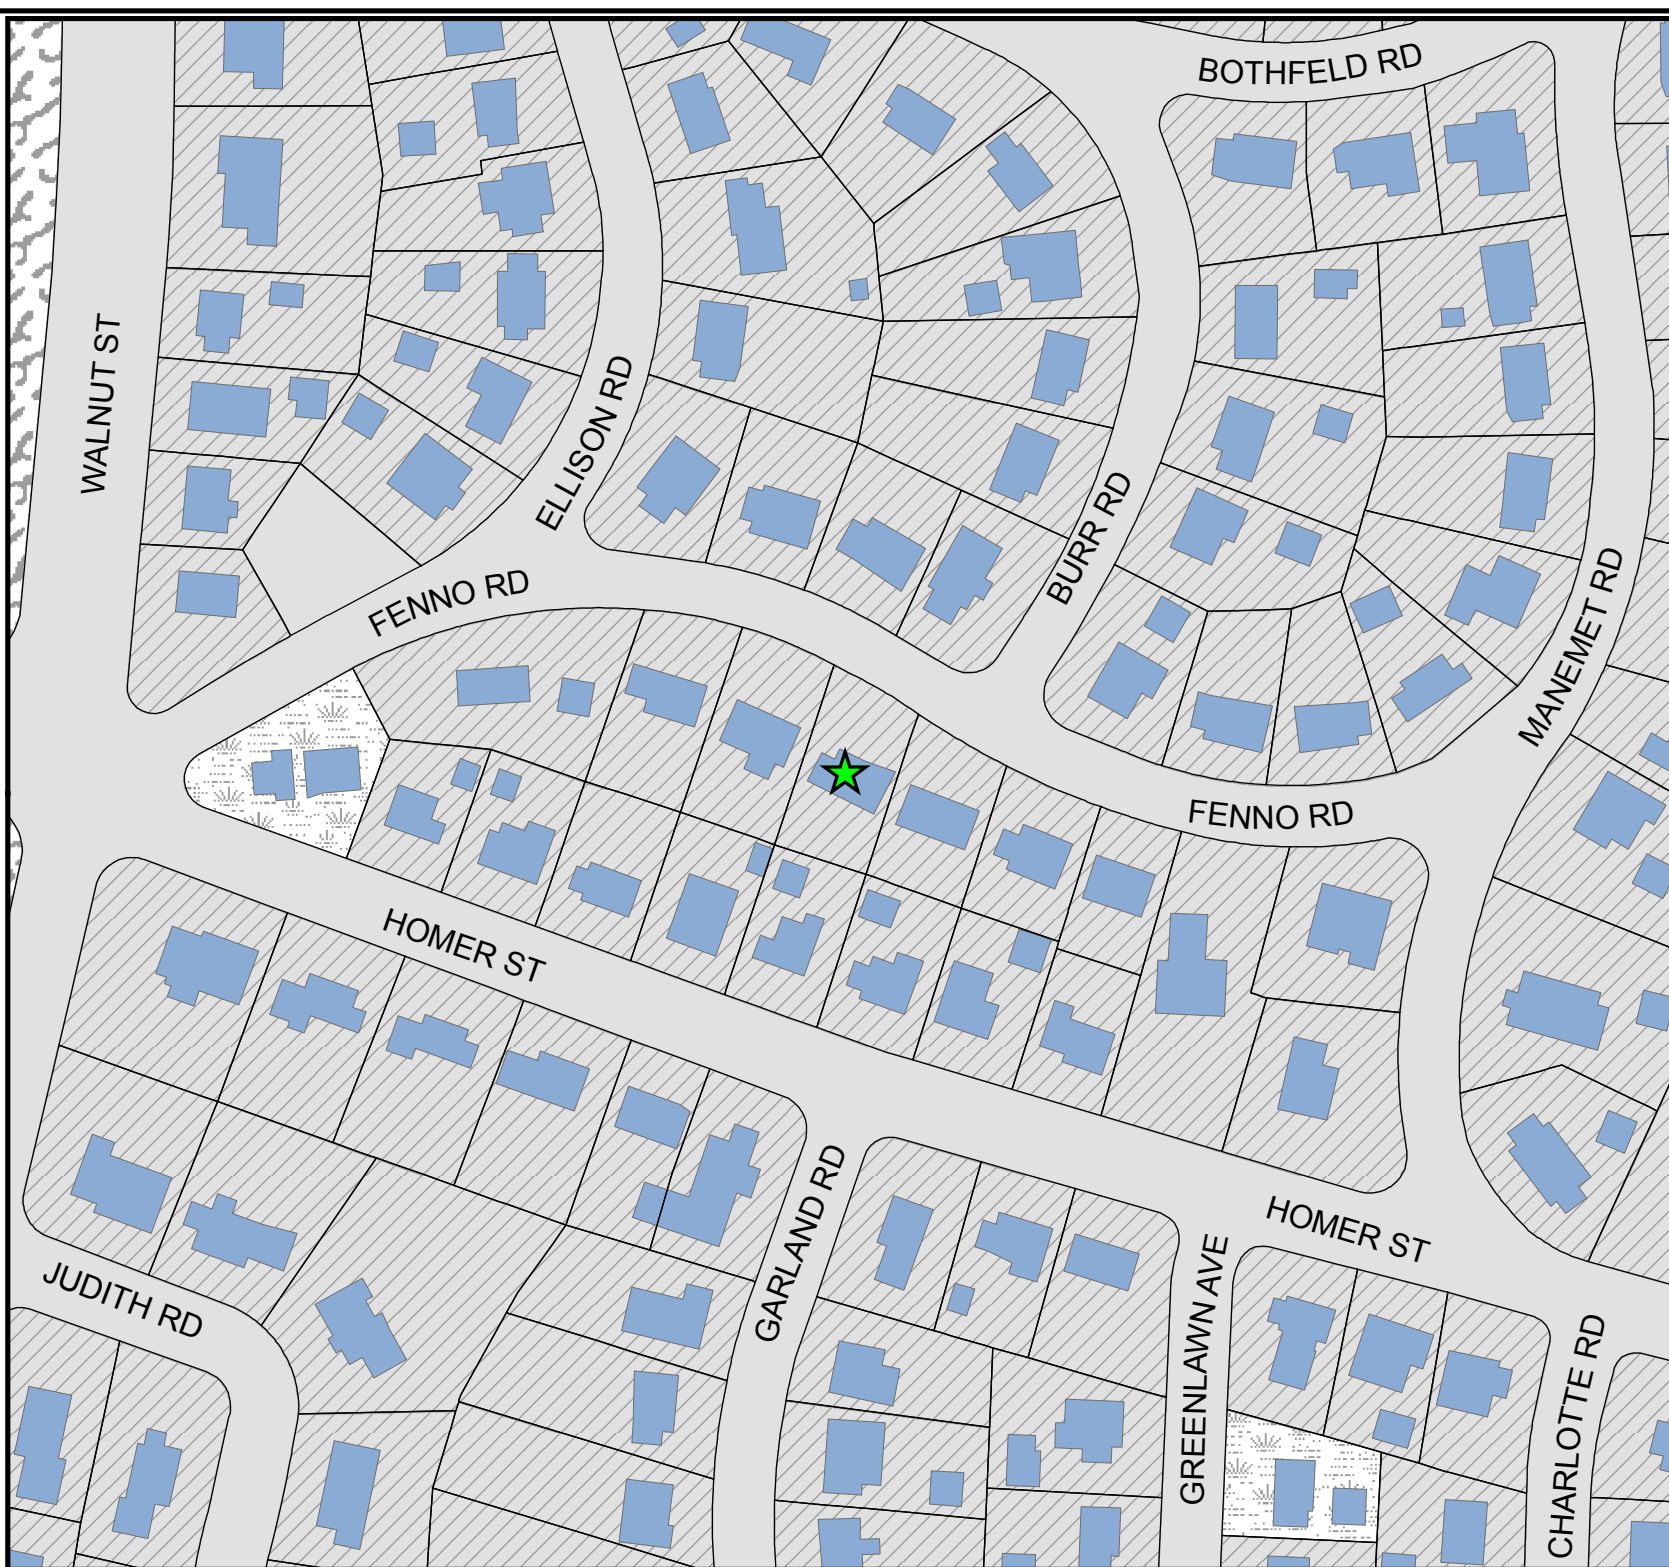 BOTHFELD RD
WALNUT ST
ELLISON RD
BURR RD
FENNO RD
MANEMET RD
FENNO RD
HOMER ST
GARLAND RD
HOMER ST
JUDITH RD
GREENLAWN AVE
CHARLOTTE RD